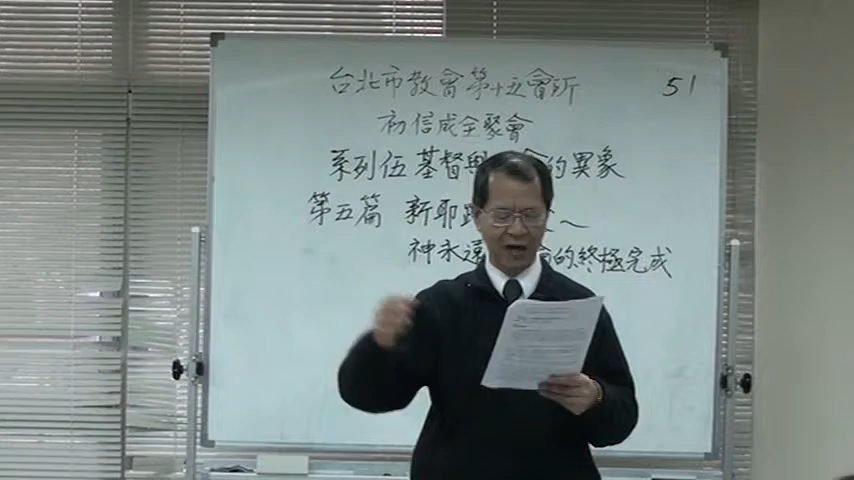 台北市教會第十五會所
51
初信成全聚會
系列伍 基督與 的異象
第五篇 新耶路
神永遠 的終極完成